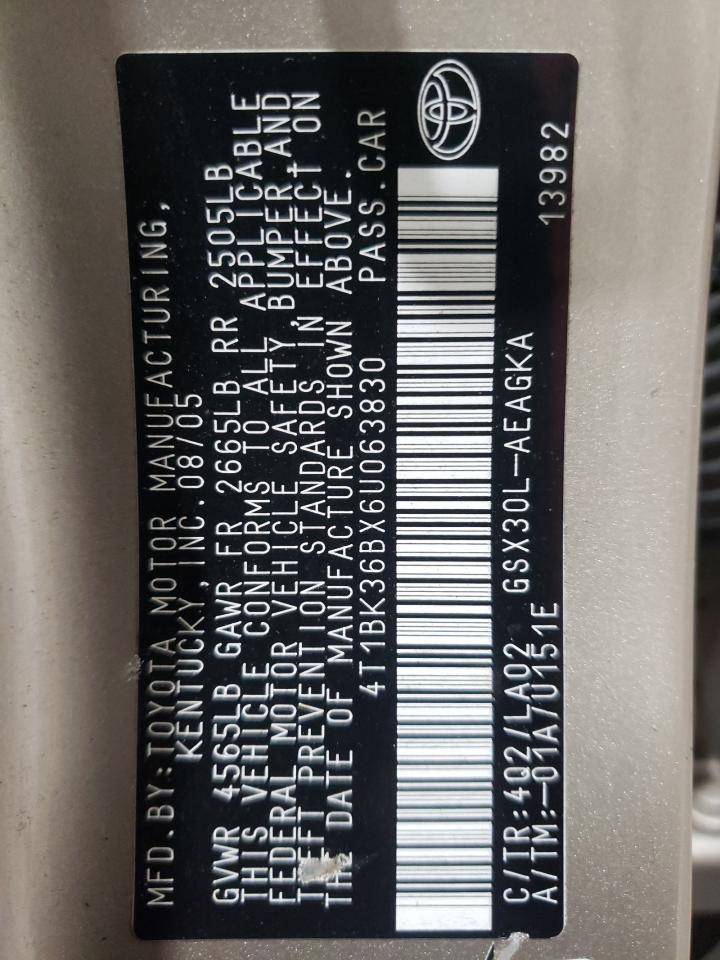 MFD.BY:TOYOTA MOTOR MANUFACTURING,
KENTUCKY,INC.08/05
GVWR 4565LB GAWR FR 2665LB RR 2505LB
THIS VEHICLE CONFORMS TO ALL APPLICABLE
FEDERAL MOTOR VEHICLE SAFETY, BUMPER, AND
THEFT PREVENTION STANDARDS IN EFFECT ON
THE DATE OF MANUFACTURE SHOWN ABOVE.
4T1BK36BX6U063830 PASS.CAR
C/TR:4Q2/LA02 GSX30L-AEAGKA
A/TM:-01A/U151E 13982